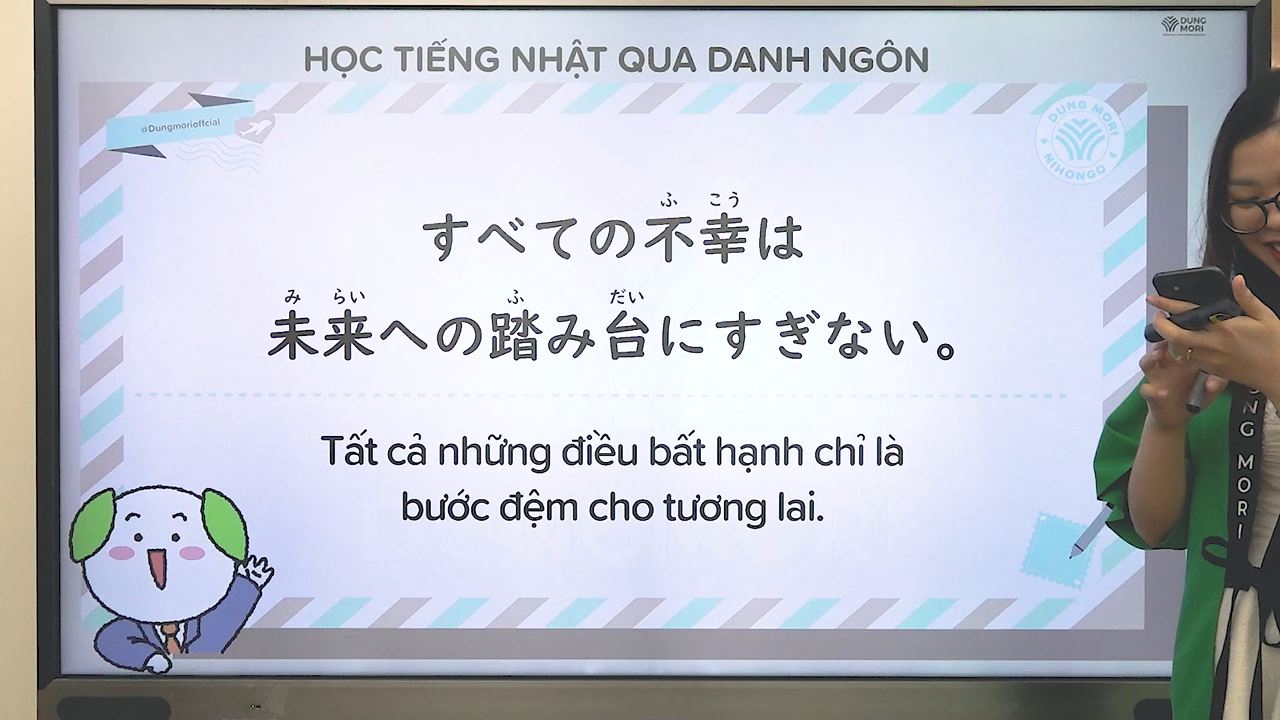 DUNG
MORI
HỌC TIẾNG NHẬT QUA DANH NGÔN
@Dungmorioffcial
DUNG MORI
NIHONGO
ふ こう
すべての不幸は
み らい ふ だい
未来への踏み台にすぎない。
Tất cả những điều bất hạnh chỉ là
bước đệm cho tương lai.
NG MORI